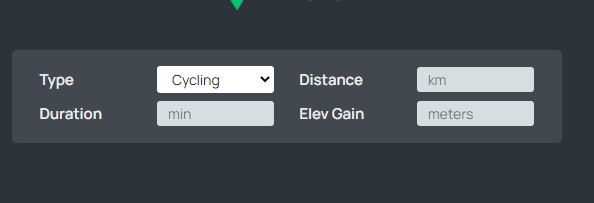 Type Cycling Distance km
Duration min Elev Gain meters